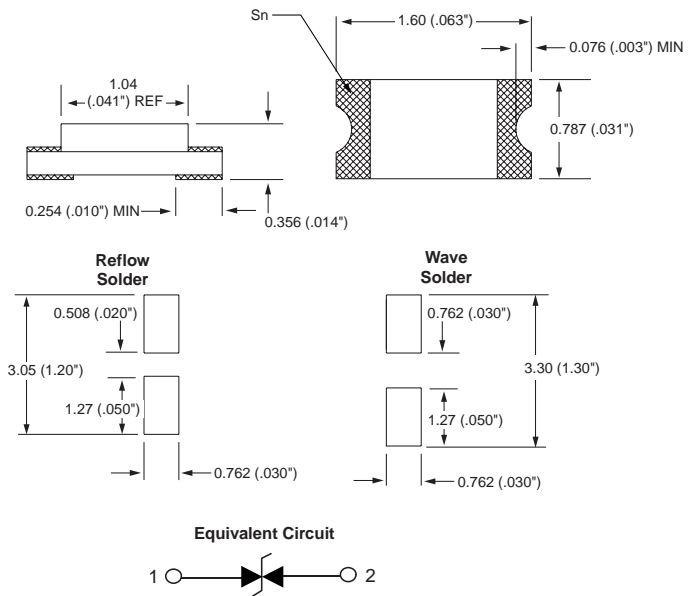 Sn
1.60 (.063")
0.076 (.003") MIN
1.04
(.041") REF
0.787 (.031")
0.254 (.010") MIN
0.356 (.014")
Reflow
Solder
Wave
Solder
0.508 (.020")
0.762 (.030")
3.05 (1.20")
3.30 (1.30")
1.27 (.050")
1.27 (.050")
0.762 (.030")
0.762 (.030")
Equivalent Circuit
1
2